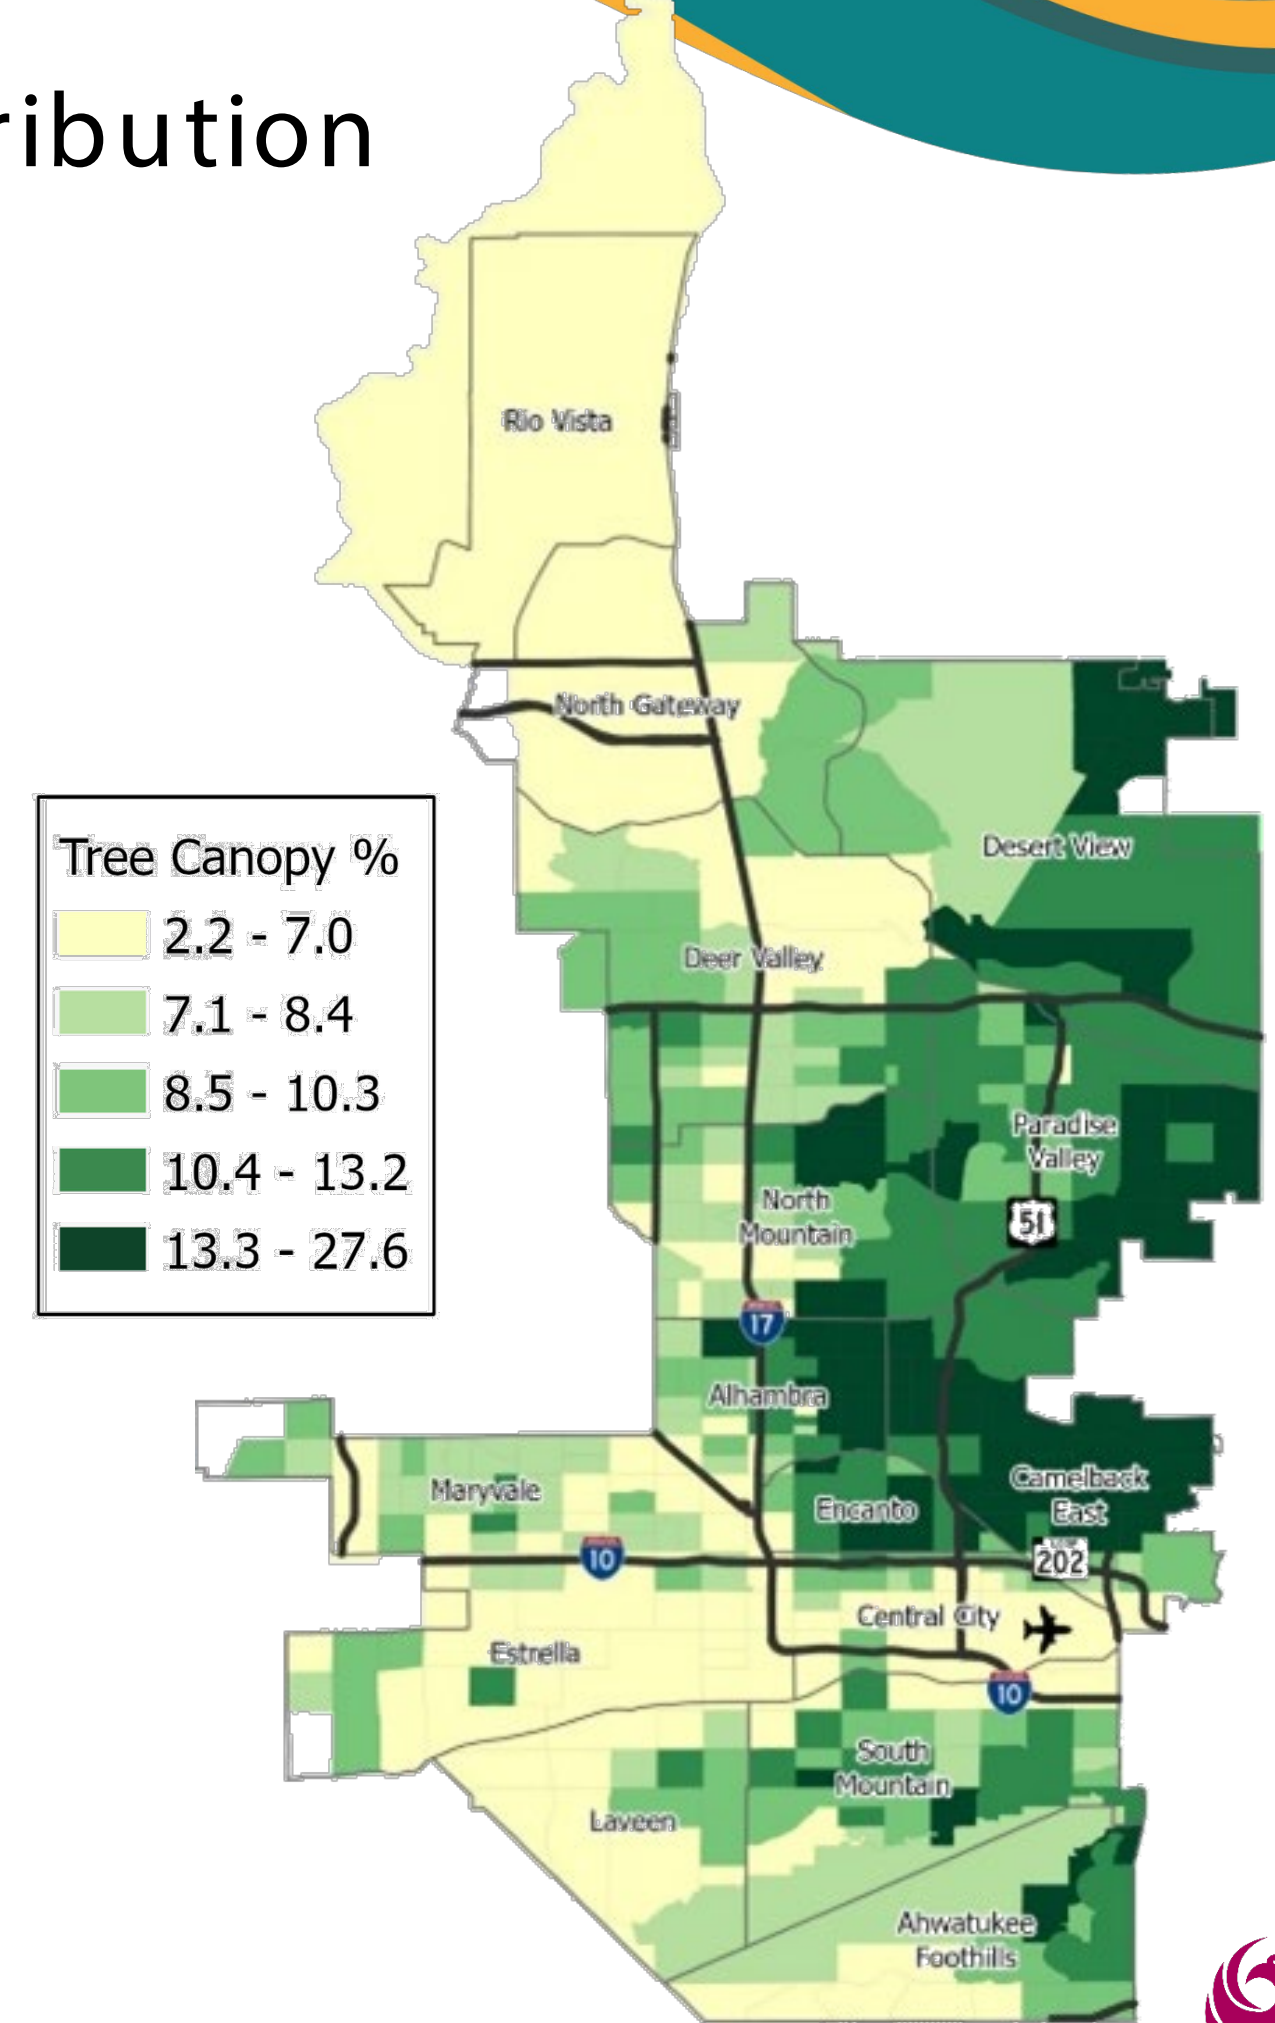 ribution
Rio Vista
North Gateway
Tree Canopy %
2.2 - 7.0
7.1 - 8.4
8.5 - 10.3
10.4 - 13.2
13.3 - 27.6
Desert View
Deer Valley
Paradise
Valley
North
Mountain
51
17
Alhambra
Maryvale
Encanto
Camelback
East
10
202
Central City
Estrella
10
South
Mountain
Laveen
Ahwatukee
Foothills